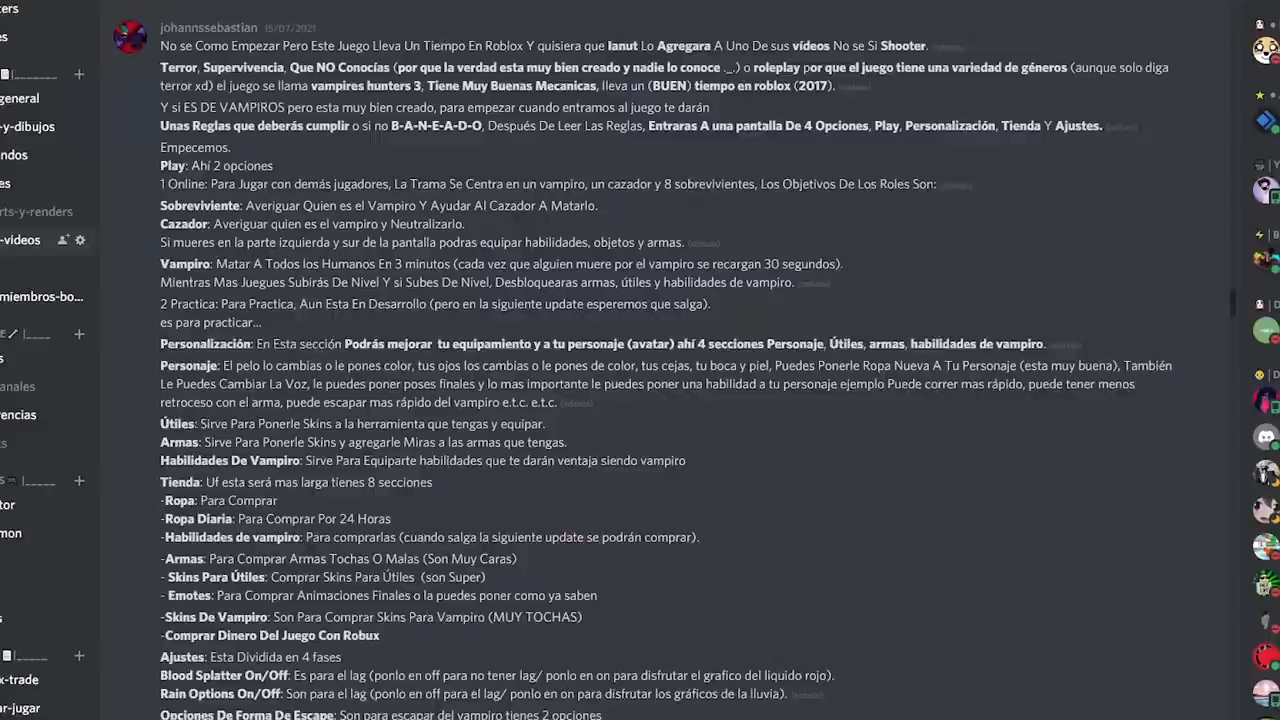 ters
johannssebastian 15/07/2021
No se Como Empezar Pero Este Juego Lleva Un Tiempo En Roblox Y quisiera que Ianut Lo Agregara A Uno De sus vídeos No se Si Shooter.
es
Terror, Supervivencia, Que NO Conocías (por que la verdad esta muy bien creado y nadie lo conoce ._.) o roleplay por que el juego tiene una variedad de géneros (aunque solo diga
terror xd) el juego se llama vampires hunters 3, Tiene Muy Buenas Mecanicas, lleva un (BUEN) tiempo en roblox (2017).
general
Y si ES DE VAMPIROS pero esta muy bien creado, para empezar cuando entramos al juego te darán
y-dibujos
Unas Reglas que deberás cumplir o si no B-A-N-E-A-D-O, Después De Leer Las Reglas, Entraras A una pantalla De 4 Opciones, Play, Personalización, Tienda Y Ajustes.
Empecemos.
ndos
Play: Ahí 2 opciones
es
1 Online: Para Jugar con demás jugadores, La Trama Se Centra en un vampiro, un cazador y 8 sobrevivientes, Los Objetivos De Los Roles Son:
rts-y-renders
Sobreviviente: Averiguar Quien es el Vampiro Y Ayudar Al Cazador A Matarlo.
Cazador: Averiguar quien es el vampiro y Neutralizarlo.
-videos
Si mueres en la parte izquierda y sur de la pantalla podras equipar habilidades, objetos y armas.
Vampiro: Matar A Todos los Humanos En 3 minutos (cada vez que alguien muere por el vampiro se recargan 30 segundos).
Mientras Mas Juegues Subirás De Nivel Y si Subes De Nivel, Desbloquearas armas, útiles y habilidades de vampiro.
miembros-bo...
2 Practica: Para Practica, Aun Esta En Desarrollo (pero en la siguiente update esperemos que salga).
es para practicar...
Personalización: En Esta sección Podrás mejorar tu equipamiento y a tu personaje (avatar) ahí 4 secciones Personaje, Útiles, armas, habilidades de vampiro.
s
Personaje: El pelo lo cambias o le pones color, tus ojos los cambias o le pones de color, tus cejas, tu boca y piel, Puedes Ponerle Ropa Nueva A Tu Personaje (esta muy buena), También
anales
Le Puedes Cambiar La Voz, le puedes poner poses finales y lo mas importante le puedes poner una habilidad a tu personaje ejemplo Puede correr mas rápido, puede tener menos
retroceso con el arma, puede escapar mas rápido del vampiro e.t.c. e.t.c.
rencias
Útiles: Sirve Para Ponerle Skins a la herramienta que tengas y equipar.
Armas: Sirve Para Ponerle Skins y agregarle Miras a las armas que tengas.
s
Habilidades De Vampiro: Sirve Para Equiparte habilidades que te darán ventaja siendo vampiro
Tienda: Uf esta será mas larga tienes 8 secciones
-Ropa: Para Comprar
tor
-Ropa Diaria: Para Comprar Por 24 Horas
mon
-Habilidades de vampiro: Para comprarlas (cuando salga la siguiente update se podrán comprar).
-Armas: Para Comprar Armas Tochas O Malas (Son Muy Caras)
- Skins Para Útiles: Comprar Skins Para Útiles (son Super)
- Emotes: Para Comprar Animaciones Finales o la puedes poner como ya saben
-Skins De Vampiro: Son Para Comprar Skins Para Vampiro (MUY TOCHAS)
-Comprar Dinero Del Juego Con Robux
Ajustes: Esta Dividida en 4 fases
Blood Splatter On/Off: Es para el lag (ponlo en off para no tener lag/ ponlo en on para disfrutar el grafico del liquido rojo).
x-trade
Rain Options On/Off: Son para el lag (ponlo en off para el lag/ ponlo en on para disfrutar los gráficos de la lluvia).
ar-jugar
Opciones De Forma De Escape: Son para escapar del vampiro tienes 2 opciones